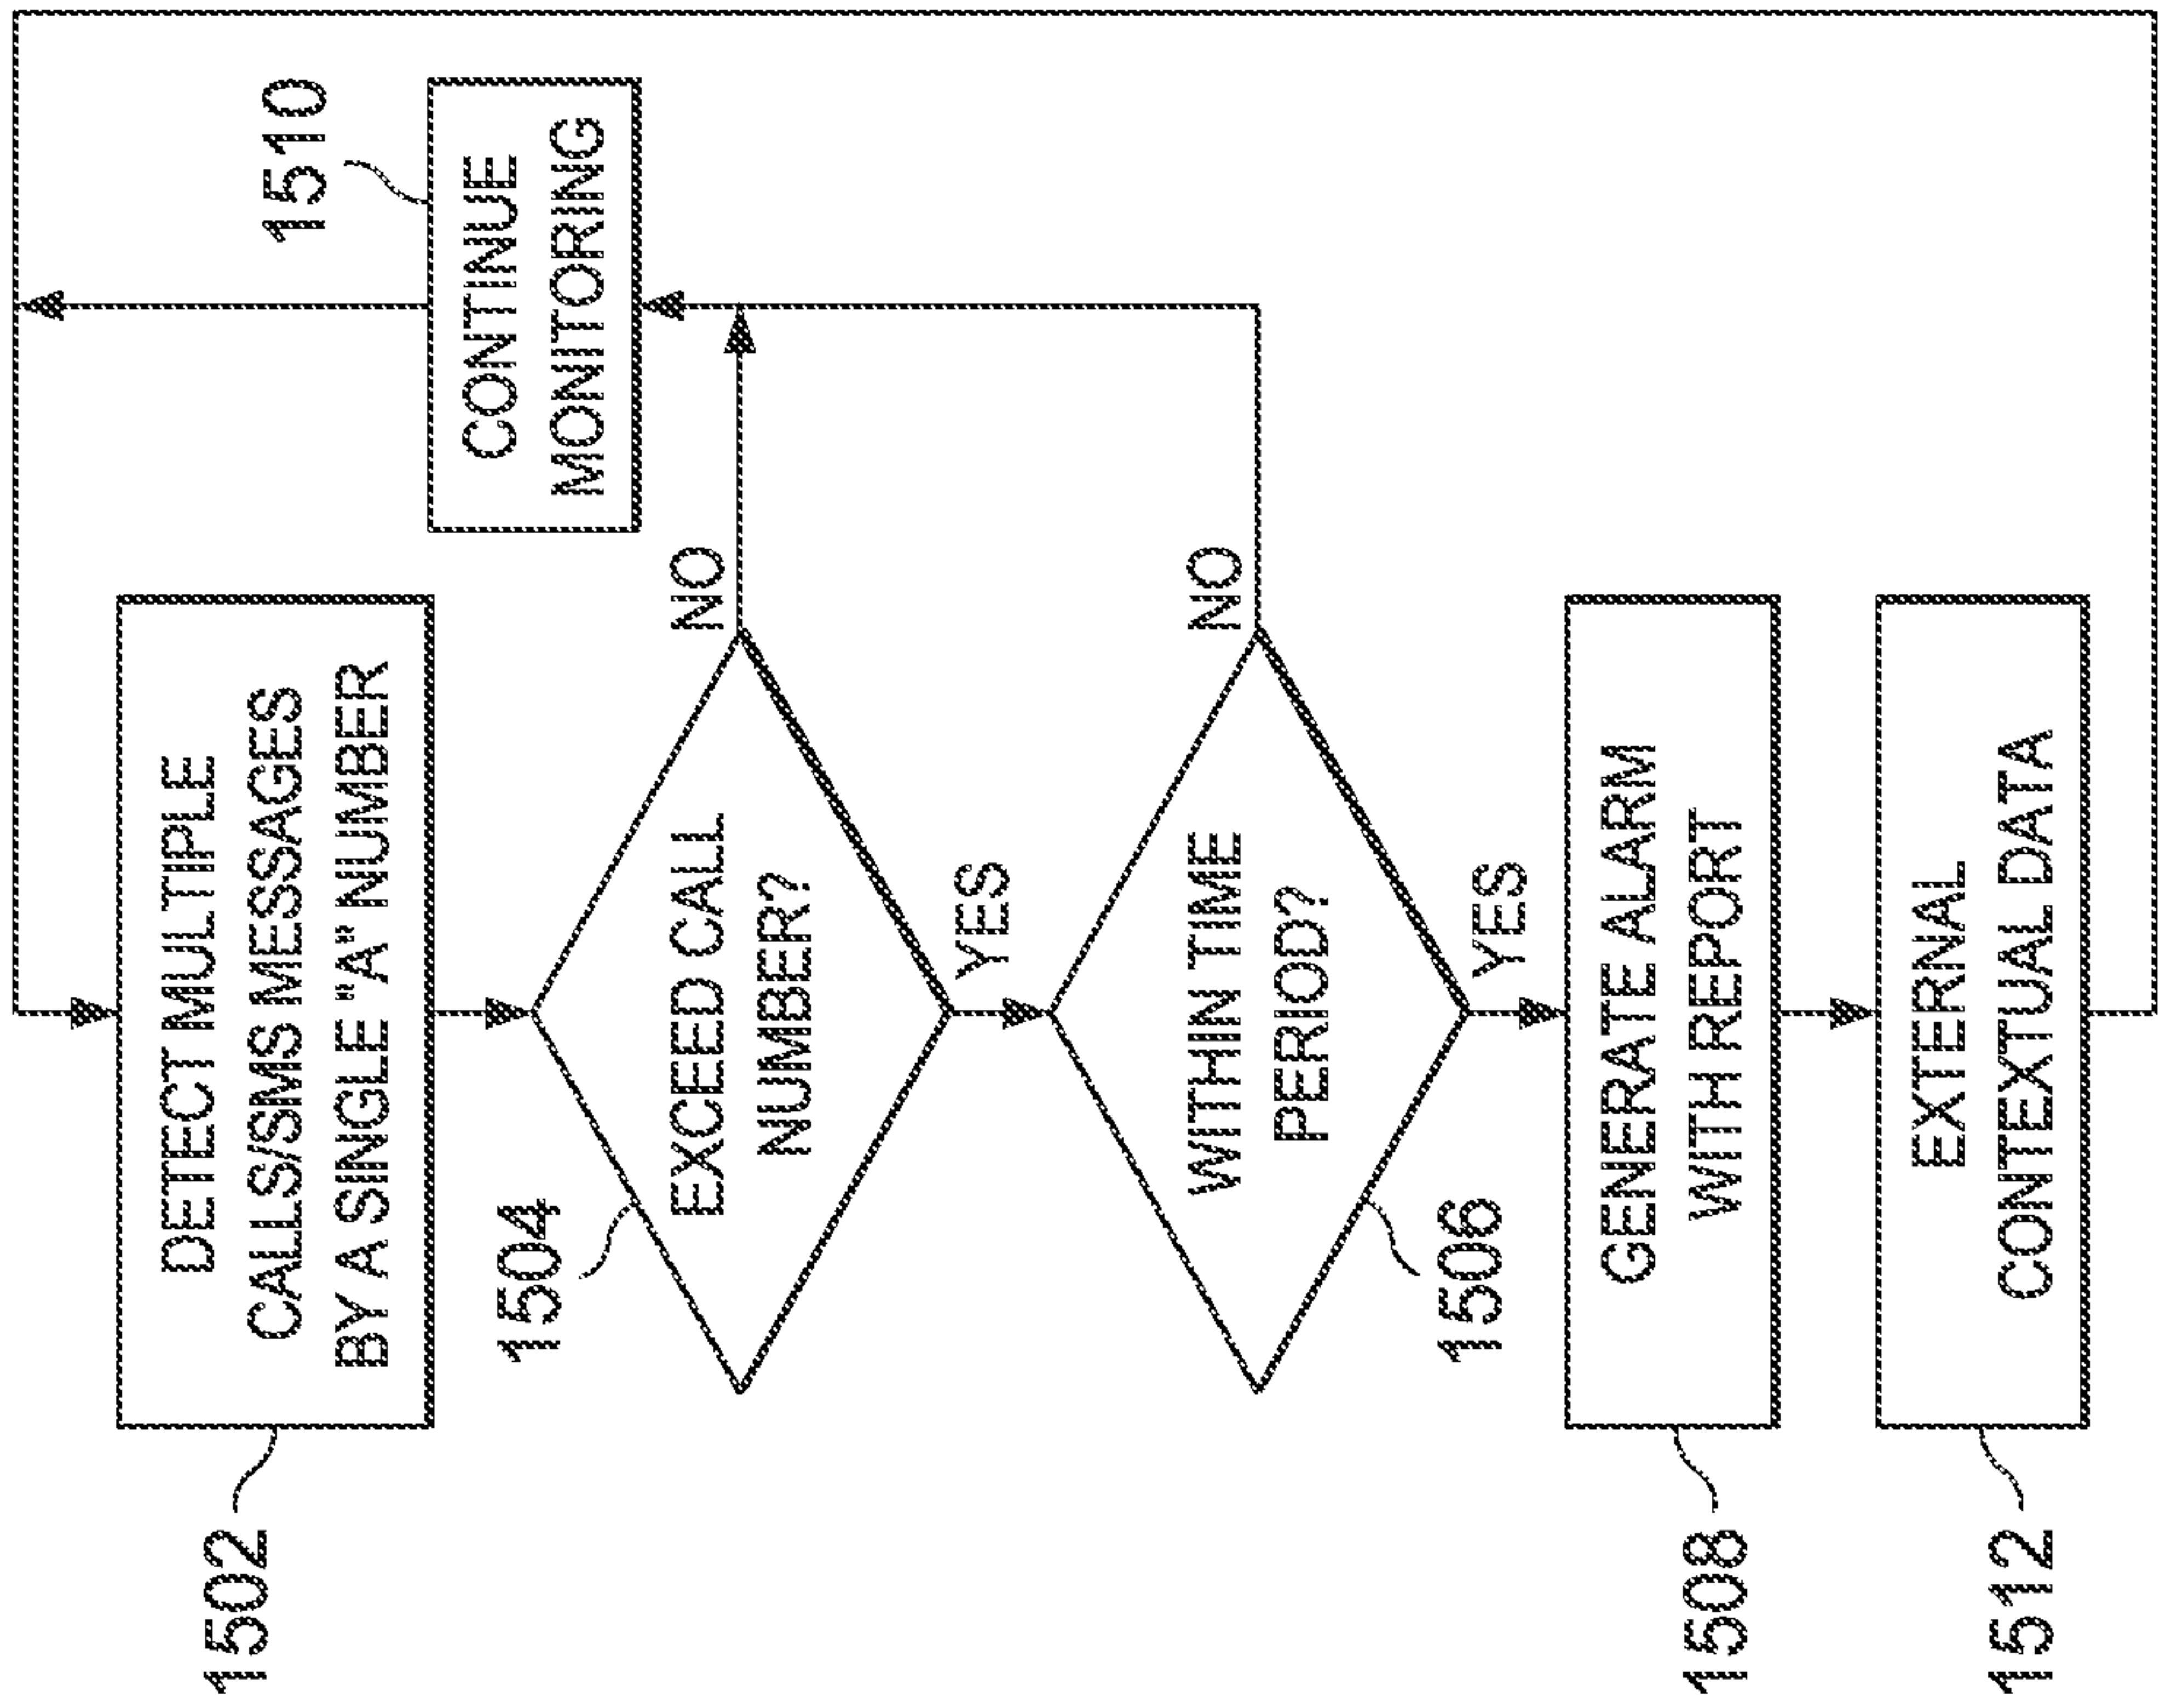 1502
DETECT MULTIPLE
CALLS/SMS MESSAGES
BY A SINGLE "A" NUMBER
1504
EXCEED CALL
NUMBER?
NO
YES
1510
CONTINUE
MONITORING
1506
WITHIN TIME
PERIOD?
NO
YES
1508
GENERATE ALARM
WITH REPORT
1512
EXTERNAL
CONTEXTUAL DATA